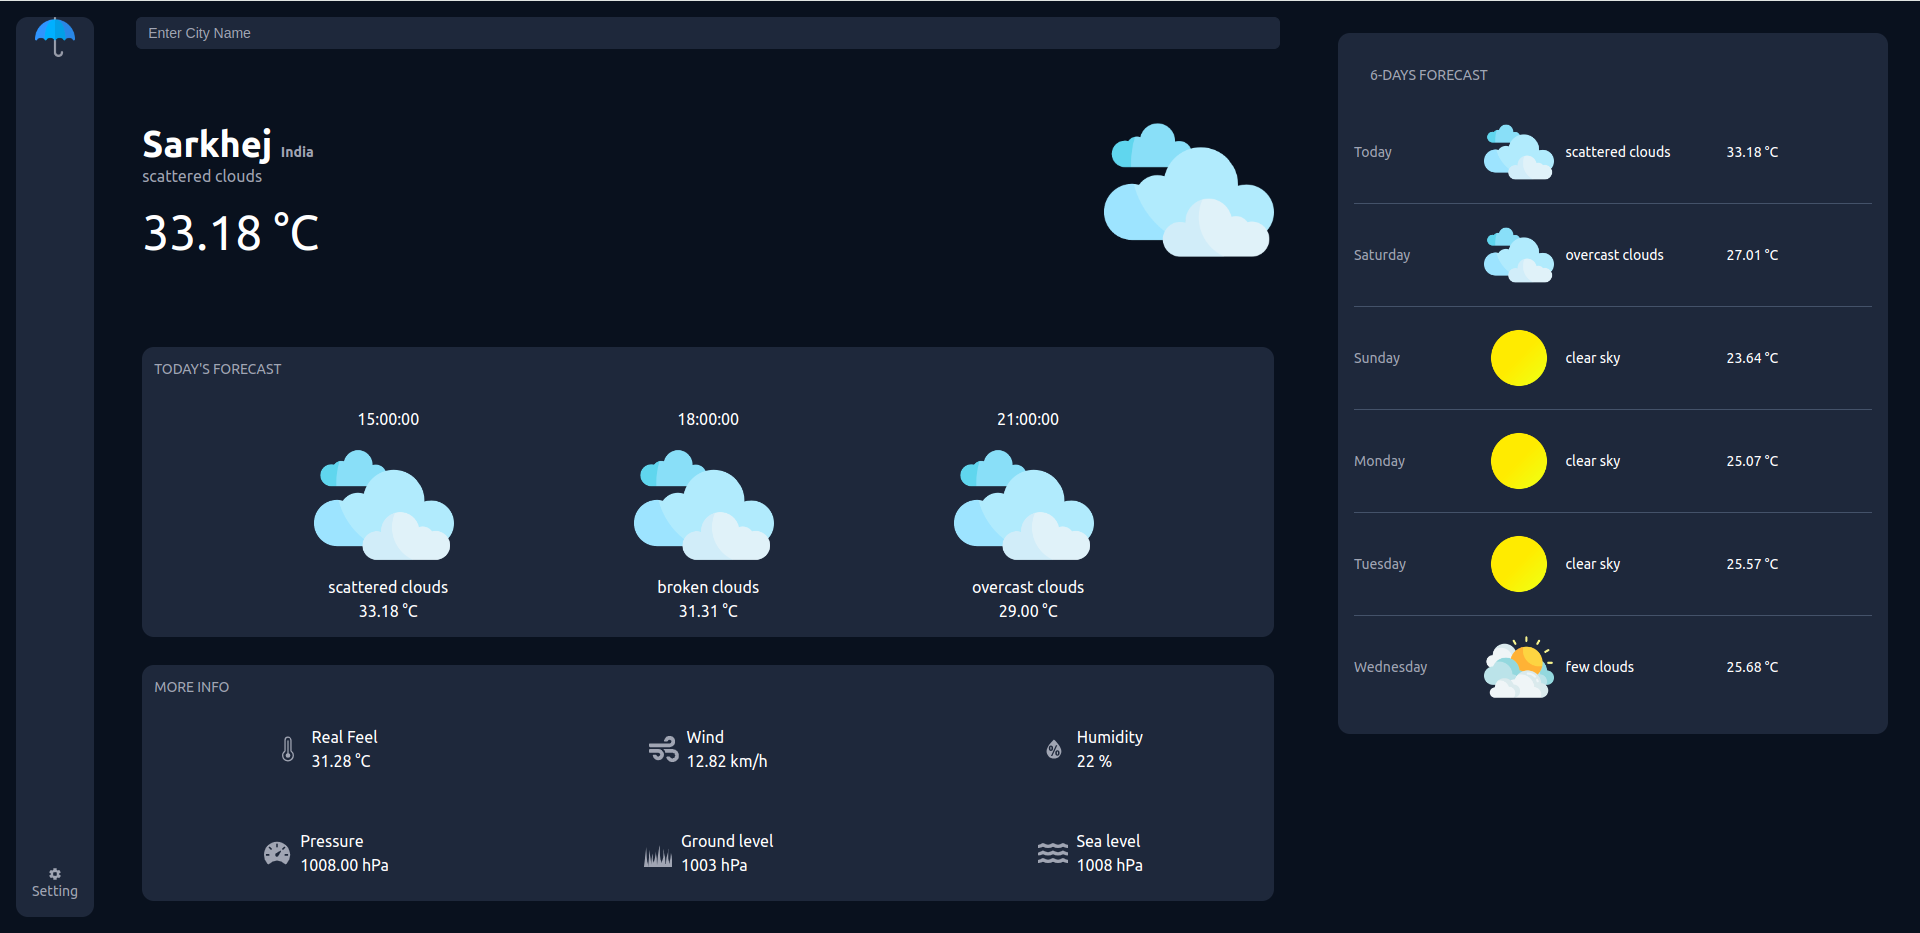 Enter City Name
Sarkhej India
scattered clouds
33.18 °C
TODAY'S FORECAST
15:00:00
scattered clouds
33.18 °C
18:00:00
broken clouds
31.31 °C
21:00:00
overcast clouds
29.00 °C
MORE INFO
Real Feel
31.28 °C
Wind
12.82 km/h
Humidity
22 %
Pressure
1008.00 hPa
Ground level
1003 hPa
Sea level
1008 hPa
Setting
6-DAYS FORECAST
Today scattered clouds 33.18 °C
Saturday overcast clouds 27.01 °C
Sunday clear sky 23.64 °C
Monday clear sky 25.07 °C
Tuesday clear sky 25.57 °C
Wednesday few clouds 25.68 °C